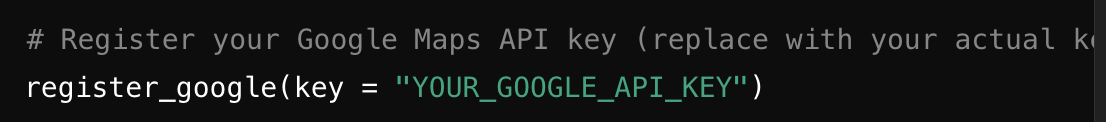 # Register your Google Maps API key (replace with your actual
register_google(key = "YOUR_GOOGLE_API_KEY")